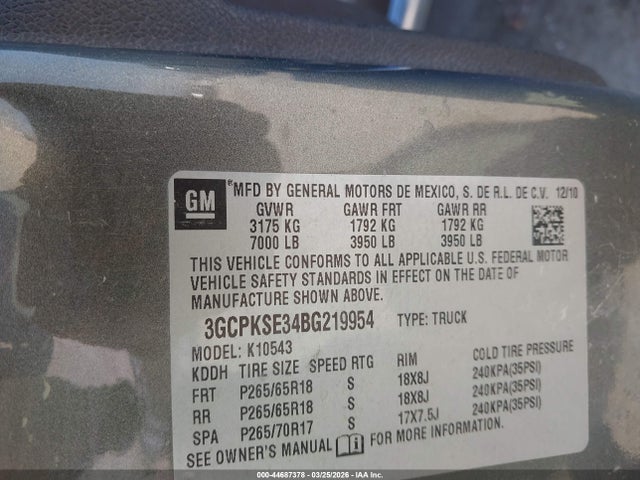 GM
MFD BY GENERAL MOTORS DE MEXICO, S. DE R.L. DE C.V. 12/10
GVWR GAWR FRT GAWR RR
3175 KG 1792 KG 1792 KG
7000 LB 3950 LB 3950 LB
THIS VEHICLE CONFORMS TO ALL APPLICABLE U.S. FEDERAL MOTOR
VEHICLE SAFETY STANDARDS IN EFFECT ON THE DATE OF
MANUFACTURE SHOWN ABOVE.
3GCPKSE34BG219954 TYPE: TRUCK
MODEL: K10543
KDDH TIRE SIZE SPEED RTG RIM COLD TIRE PRESSURE
FRT P265/65R18 S 18X8J 240KPA(35PSI)
RR P265/65R18 S 18X8J 240KPA(35PSI)
SPA P265/70R17 S 17X7.5J 240KPA(35PSI)
SEE OWNER'S MANUAL FOR MORE INFORMATION.
000-44687378 | 03/25/2026 - IAA Inc.